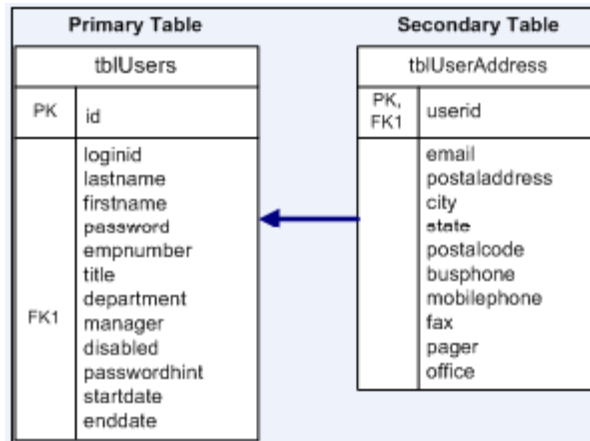 Primary Table
tblUsers
PK
id
loginid
lastname
firstname
password
empnumber
title
department
FK1
manager
disabled
passwordhint
startdate
enddate
Secondary Table
tblUserAddress
PK,
FK1
userid
email
postaladdress
city
state
postalcode
busphone
mobilephone
fax
pager
office